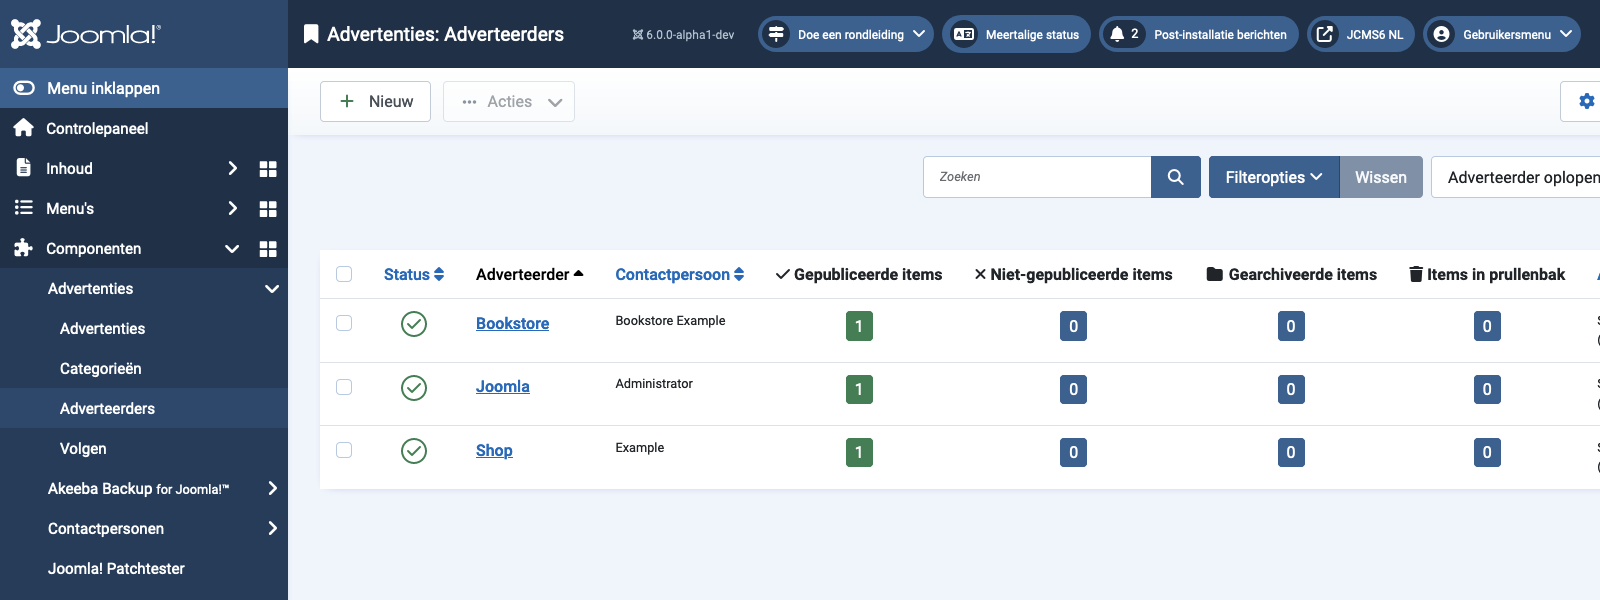 Joomla!®
Advertenties: Adverteerders
6.0.0-alpha1-dev
Doe een rondleiding
Meertalige status
2 Post-installatie berichten
JCMS6 NL
Gebruikersmenu
Menu inklappen
Controlepaneel
Inhoud
Menu's
Componenten
Advertenties
Advertenties
Categorieën
Adverteerders
Volgen
Akeeba Backup for Joomla!™
Contactpersonen
Joomla! Patchtester
Nieuw
Acties
Zoeken
Filteropties
Wissen
Adverteerder oplopen
Status Adverteerder Contactpersoon Gepubliceerde items Niet-gepubliceerde items Gearchiveerde items Items in prullenbak
Bookstore Bookstore Example 1 0 0 0
Joomla Administrator 1 0 0 0
Shop Example 1 0 0 0